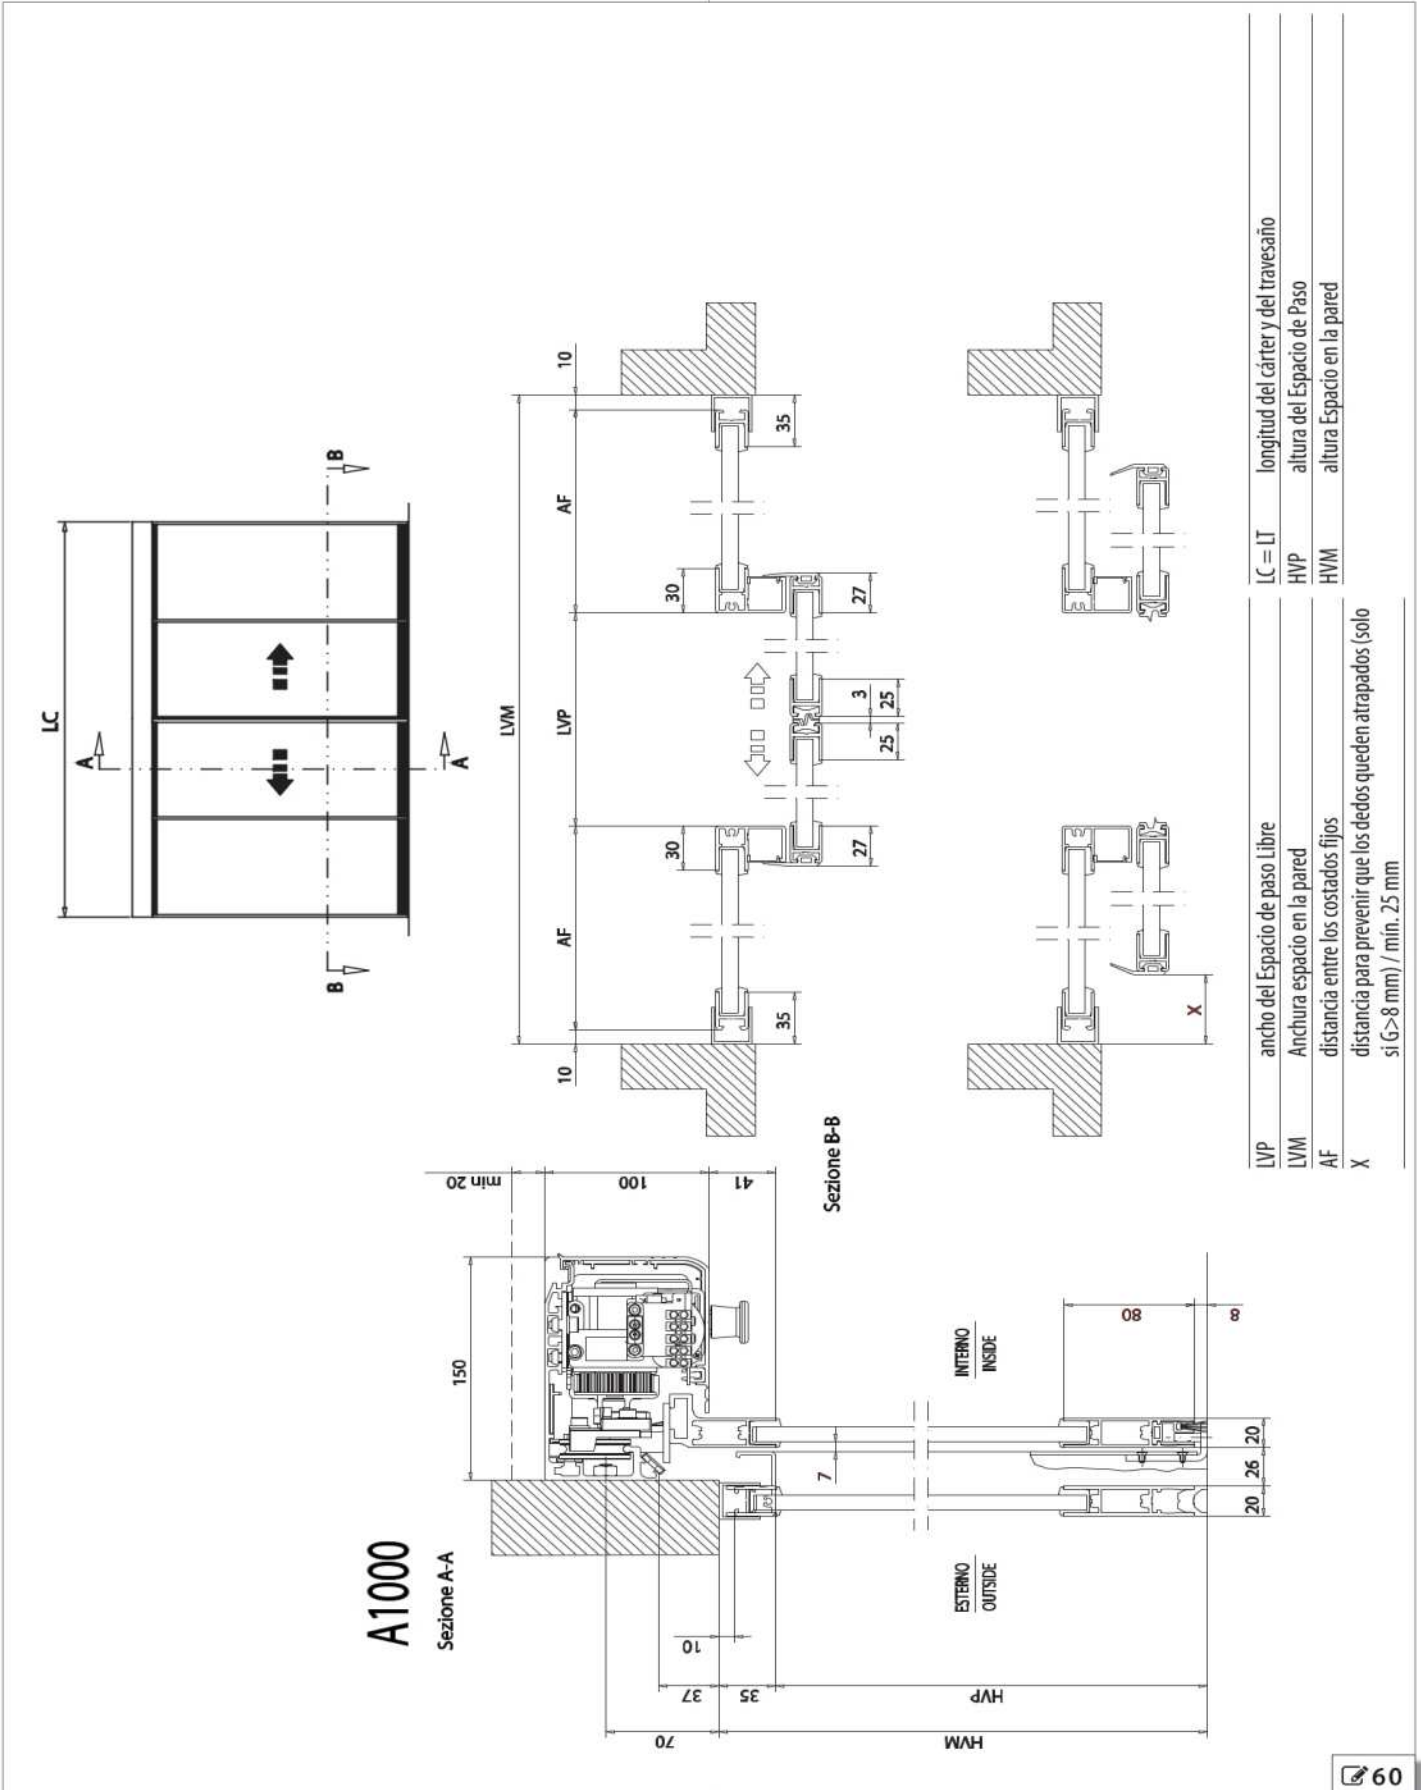 A1000
Sezione A-A
LC
A
A
B
B
150
min 20
100
41
10
37
35
70
HVP
HVM
7
ESTERNO
OUTSIDE
INTERNO
INSIDE
80
8
20
26
20
Sezione B-B
LVM
10
AF
LVP
AF
10
35
30
30
35
27
25
3
25
27
X
LVP ancho del Espacio de paso Libre
LVM Anchura espacio en la pared
AF distancia entre los costados fijos
X distancia para prevenir que los dedos queden atrapados (solo
si G>8 mm) / mín. 25 mm
LC = LT longitud del cárter y del travesaño
HVP altura del Espacio de Paso
HVM altura Espacio en la pared
60